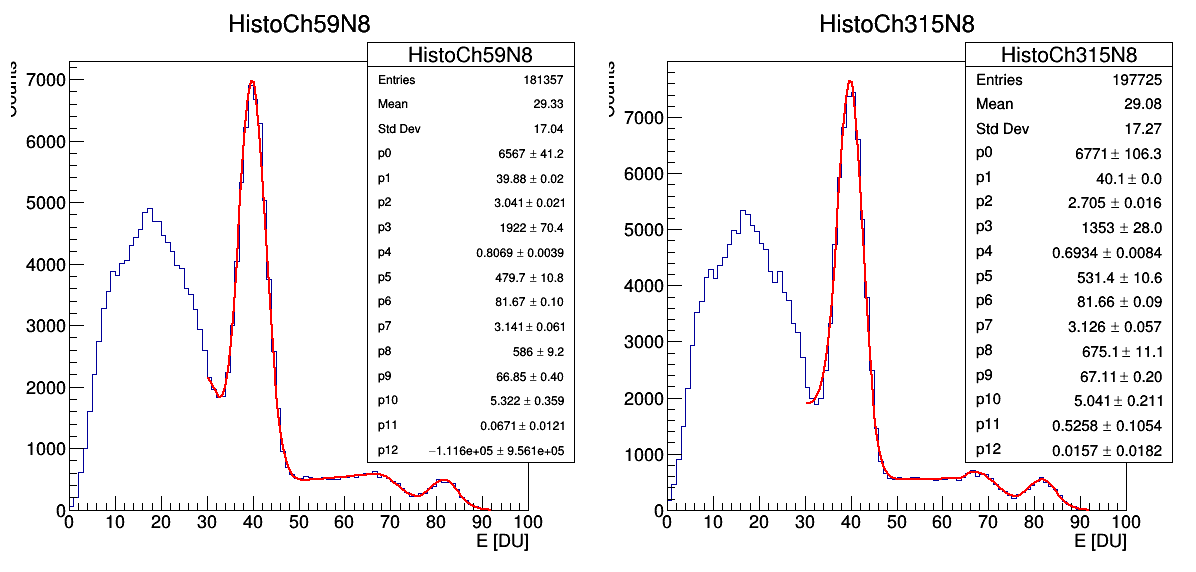 HistoCh59N8
HistoCh59N8
Entries 181357
Mean 29.33
Std Dev 17.04
p0 6567 ± 41.2
p1 39.88 ± 0.02
p2 3.041 ± 0.021
p3 1922 ± 70.4
p4 0.8069 ± 0.0039
p5 479.7 ± 10.8
p6 81.67 ± 0.10
p7 3.141 ± 0.061
p8 586 ± 9.2
p9 66.85 ± 0.40
p10 5.322 ± 0.359
p11 0.0671 ± 0.0121
p12 −1.116e+05 ± 9.561e+05
7000
6000
5000
4000
3000
2000
1000
0
0 10 20 30 40 50 60 70 80 90 100
E [DU]
HistoCh315N8
HistoCh315N8
Entries 197725
Mean 29.08
Std Dev 17.27
p0 6771 ± 106.3
p1 40.1 ± 0.0
p2 2.705 ± 0.016
p3 1353 ± 28.0
p4 0.6934 ± 0.0084
p5 531.4 ± 10.6
p6 81.66 ± 0.09
p7 3.126 ± 0.057
p8 675.1 ± 11.1
p9 67.11 ± 0.20
p10 5.041 ± 0.211
p11 0.5258 ± 0.1054
p12 0.0157 ± 0.0182
7000
6000
5000
4000
3000
2000
1000
0
0 10 20 30 40 50 60 70 80 90 100
E [DU]